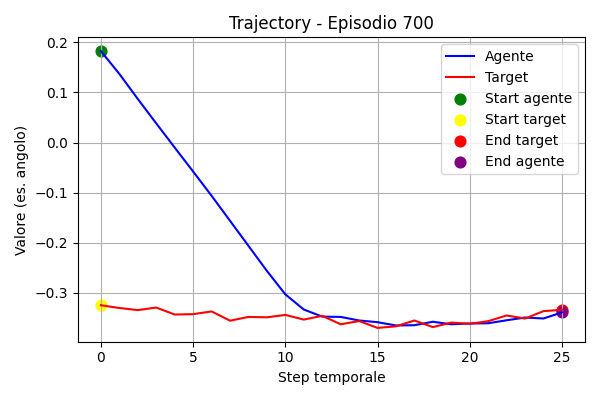 Trajectory - Episodio 700
Valore (es. angolo)
0.2
0.1
0.0
−0.1
−0.2
−0.3
0
5
10
15
20
25
Step temporale
Agente
Target
Start agente
Start target
End target
End agente